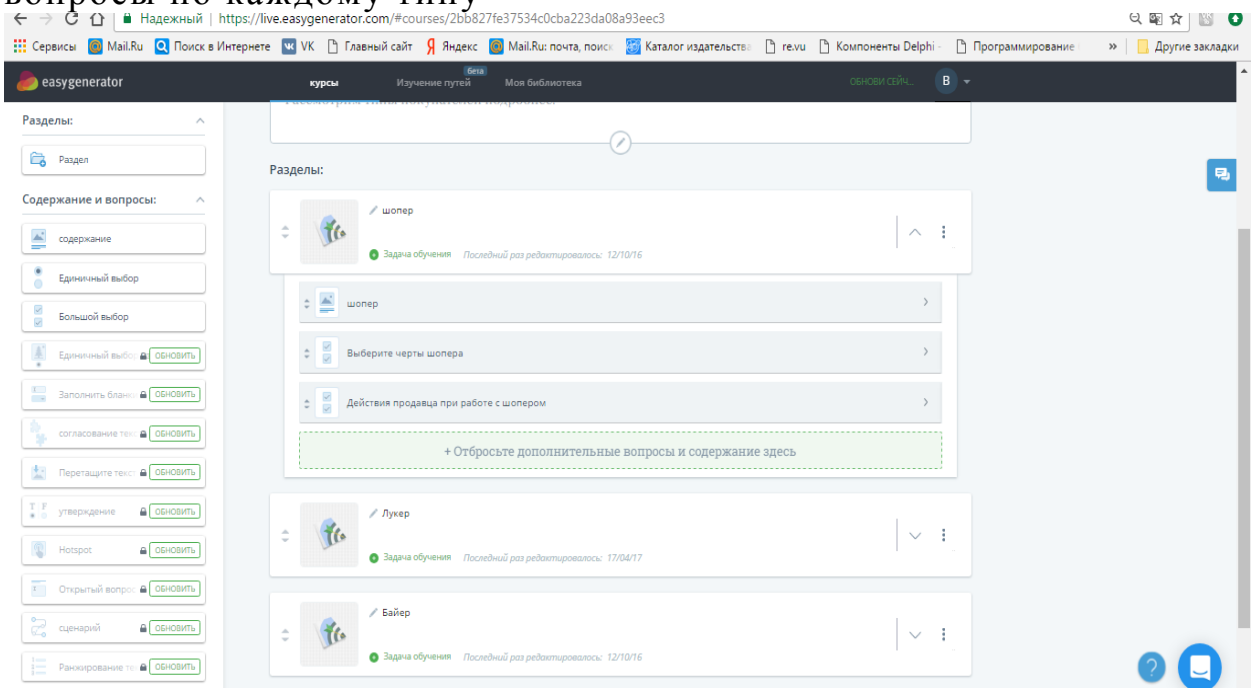 вопросы по каждому типу
Надежный | https://live.easygenerator.com/#courses/2bb827fe37534c0cba223da08a93eec3
Сервисы Mail.Ru Поиск в Интернете VK Главный сайт Яндекс Mail.Ru: почта, поиск Каталог издательства re.vu Компоненты Delphi - Программирование » Другие закладки
easygenerator курсы Изучение путей бета Моя библиотека ОБНОВИ СЕЙЧ... B
Разделы:
Раздел
Содержание и вопросы:
содержание
Единичный выбор
Большой выбор
Единичный выбор ОБНОВИТЬ
Заполнить бланк ОБНОВИТЬ
согласование тек ОБНОВИТЬ
Перетащите текст ОБНОВИТЬ
T F утверждение ОБНОВИТЬ
Hotspot ОБНОВИТЬ
Открытый вопрос ОБНОВИТЬ
сценарий ОБНОВИТЬ
Ранжирование те ОБНОВИТЬ
Рассмотрим типы покупателей подробнее.
Разделы:
шопер
Задача обучения Последний раз редактировалось: 12/10/16
шопер
Выберите черты шопера
Действия продавца при работе с шопером
+ Отбросьте дополнительные вопросы и содержание здесь
Лукер
Задача обучения Последний раз редактировалось: 17/04/17
Байер
Задача обучения Последний раз редактировалось: 12/10/16
?